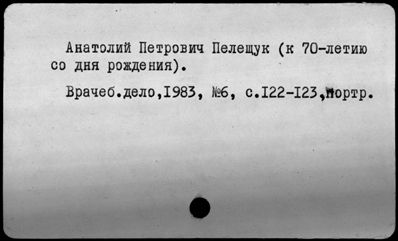 Анатолий Петрович Пелещук (к 70-летию
со дня рождения).
Врачеб.дело,1983, №6, с.122-123,портр.